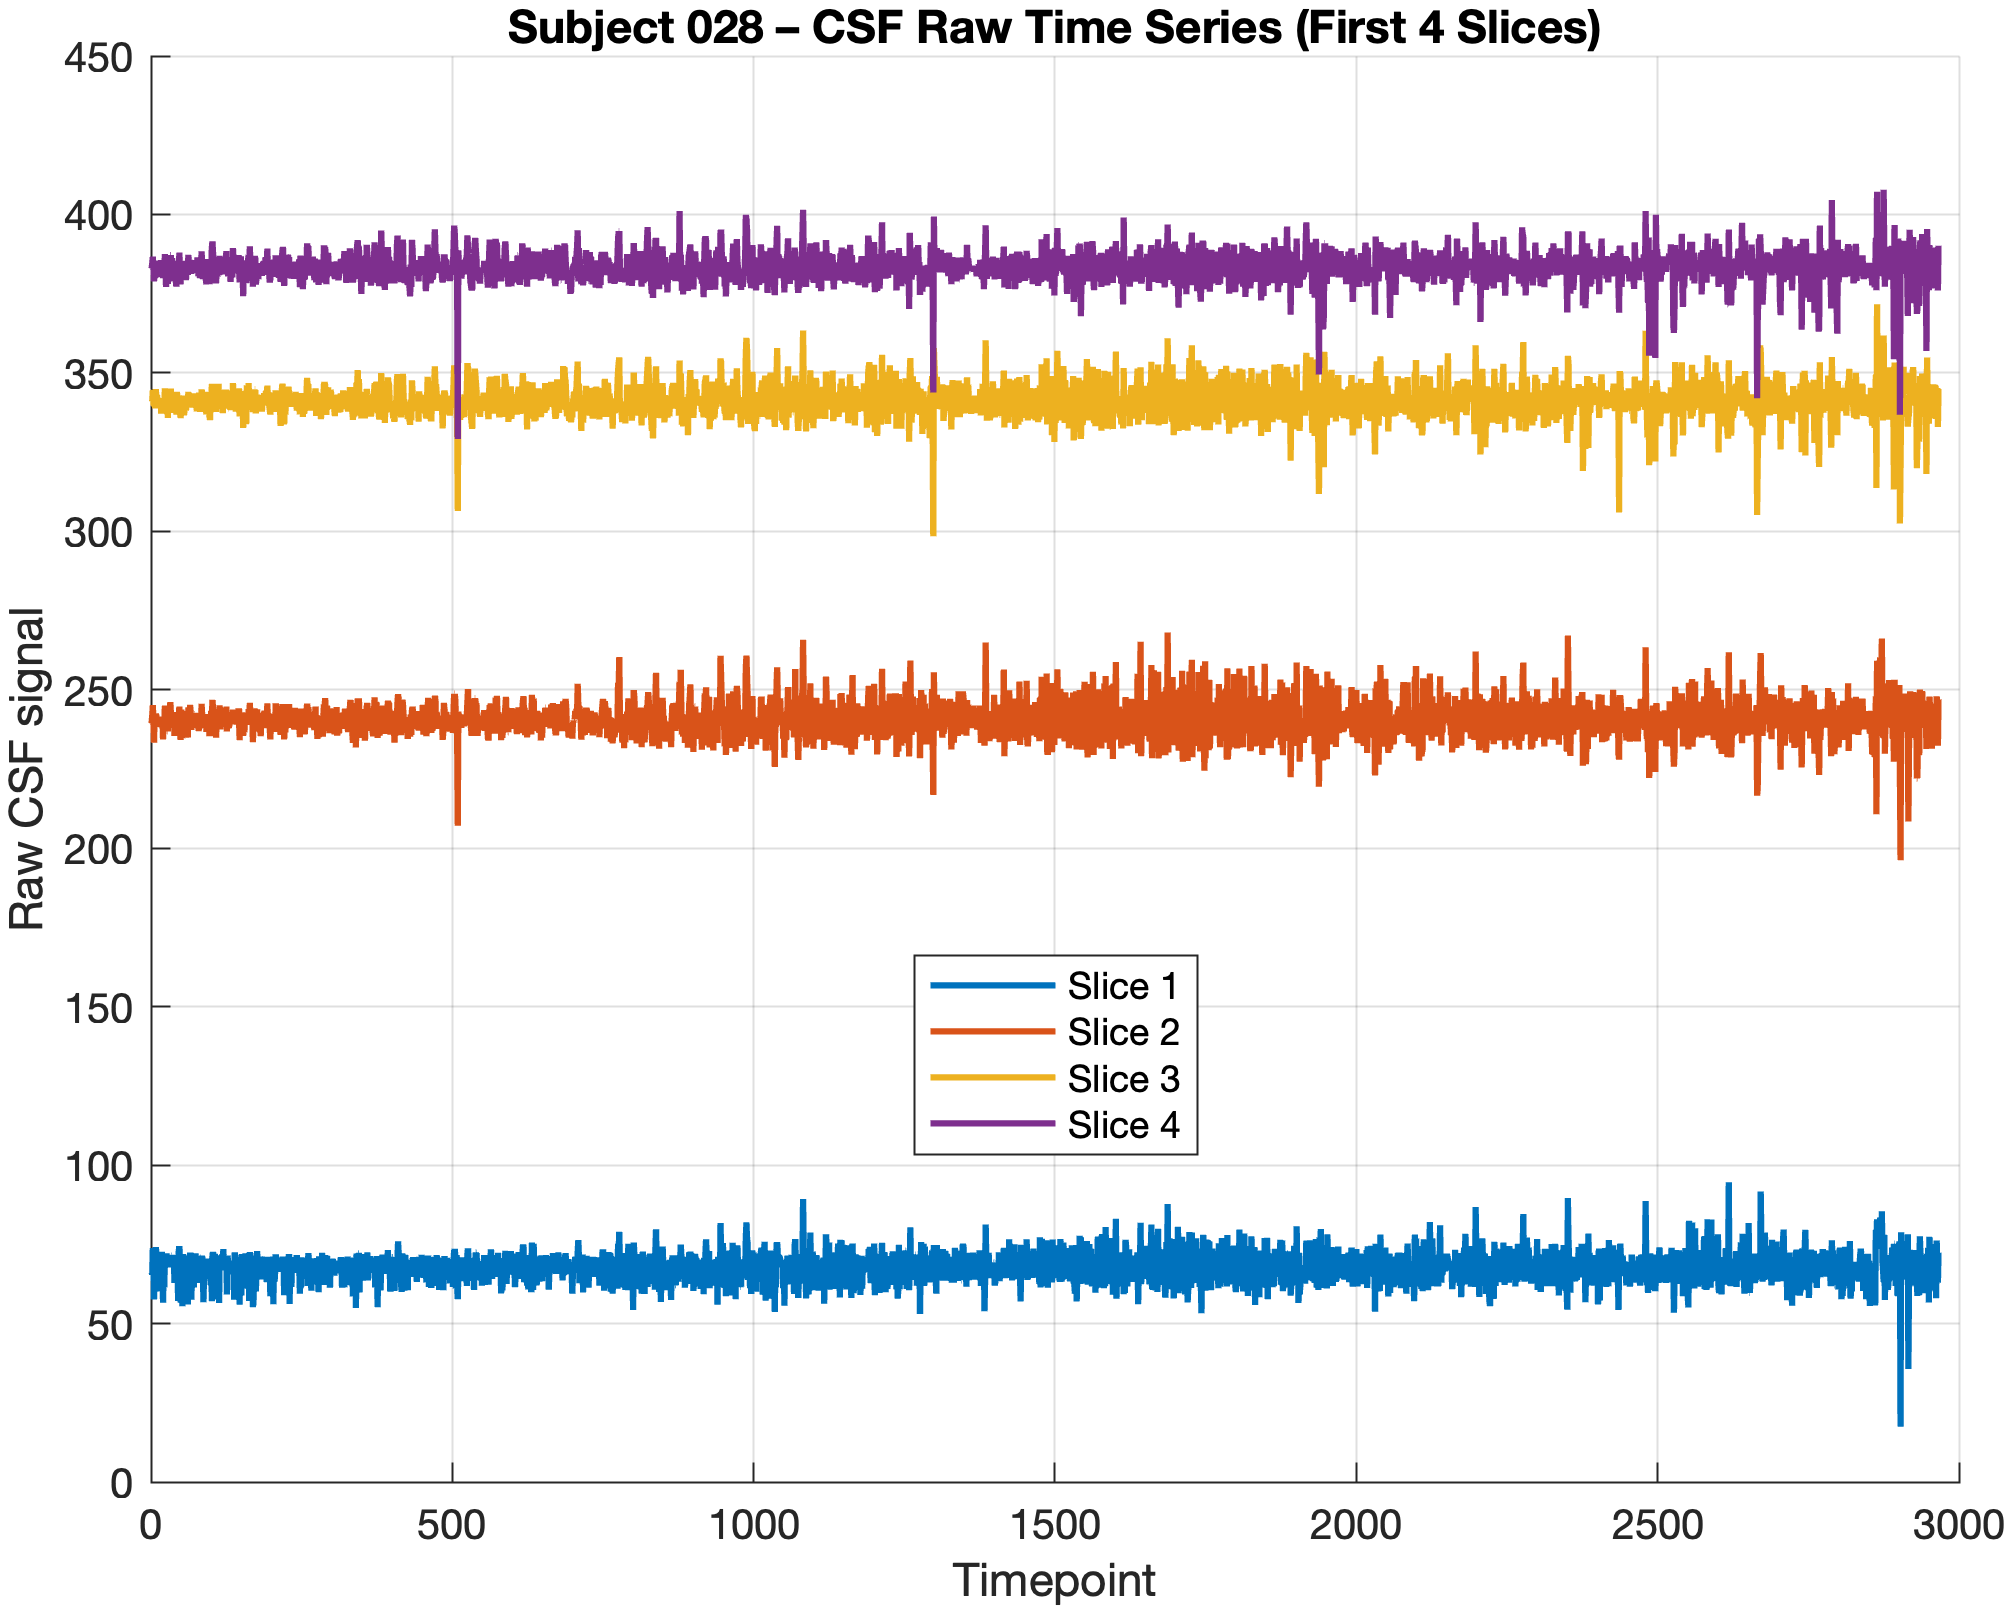 Subject 028 – CSF Raw Time Series (First 4 Slices)
450
400
350
300
250
200
150
100
50
0
Raw CSF signal
Slice 1
Slice 2
Slice 3
Slice 4
0 500 1000 1500 2000 2500 3000
Timepoint